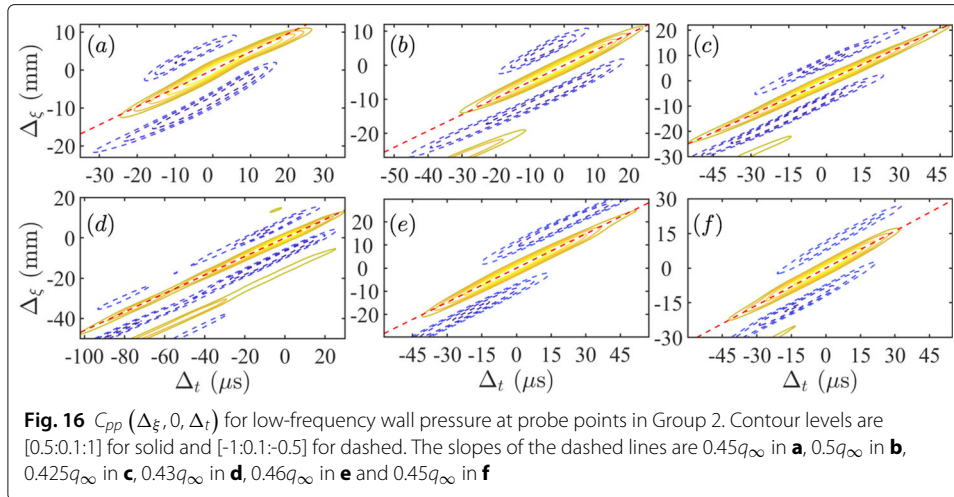 (a) (b) (c)
10 0 -10 -20
Δξ (mm)
-30 -20 -10 0 10 20 30
10 0 -10 -20
-53 -40 -30 -20 -10 0 10 23
20 10 0 -10 -20 -30
-45 -30 -15 0 15 30 45
(d) (e) (f)
20 0 -20 -40
Δξ (mm)
-100 -80 -60 -40 -20 0 20
Δt (μs)
20 10 0 -10 -20
-45 -30 -15 0 15 30 45
Δt (μs)
30 15 0 -15 30
-45 -30 -15 0 15 30 45
Δt (μs)
Fig. 16 Cpp (Δξ, 0, Δt) for low-frequency wall pressure at probe points in Group 2. Contour levels are
[0.5:0.1:1] for solid and [-1:0.1:-0.5] for dashed. The slopes of the dashed lines are 0.45q∞ in a, 0.5q∞ in b,
0.425q∞ in c, 0.43q∞ in d, 0.46q∞ in e and 0.45q∞ in f